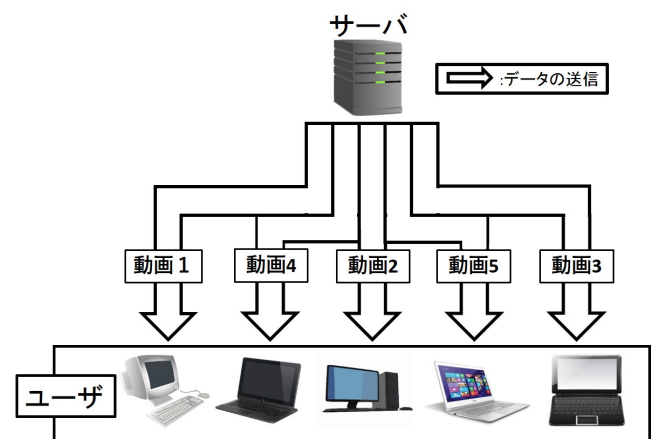 サーバ
:データの送信
動画1
動画4
動画2
動画5
動画3
ユーザ